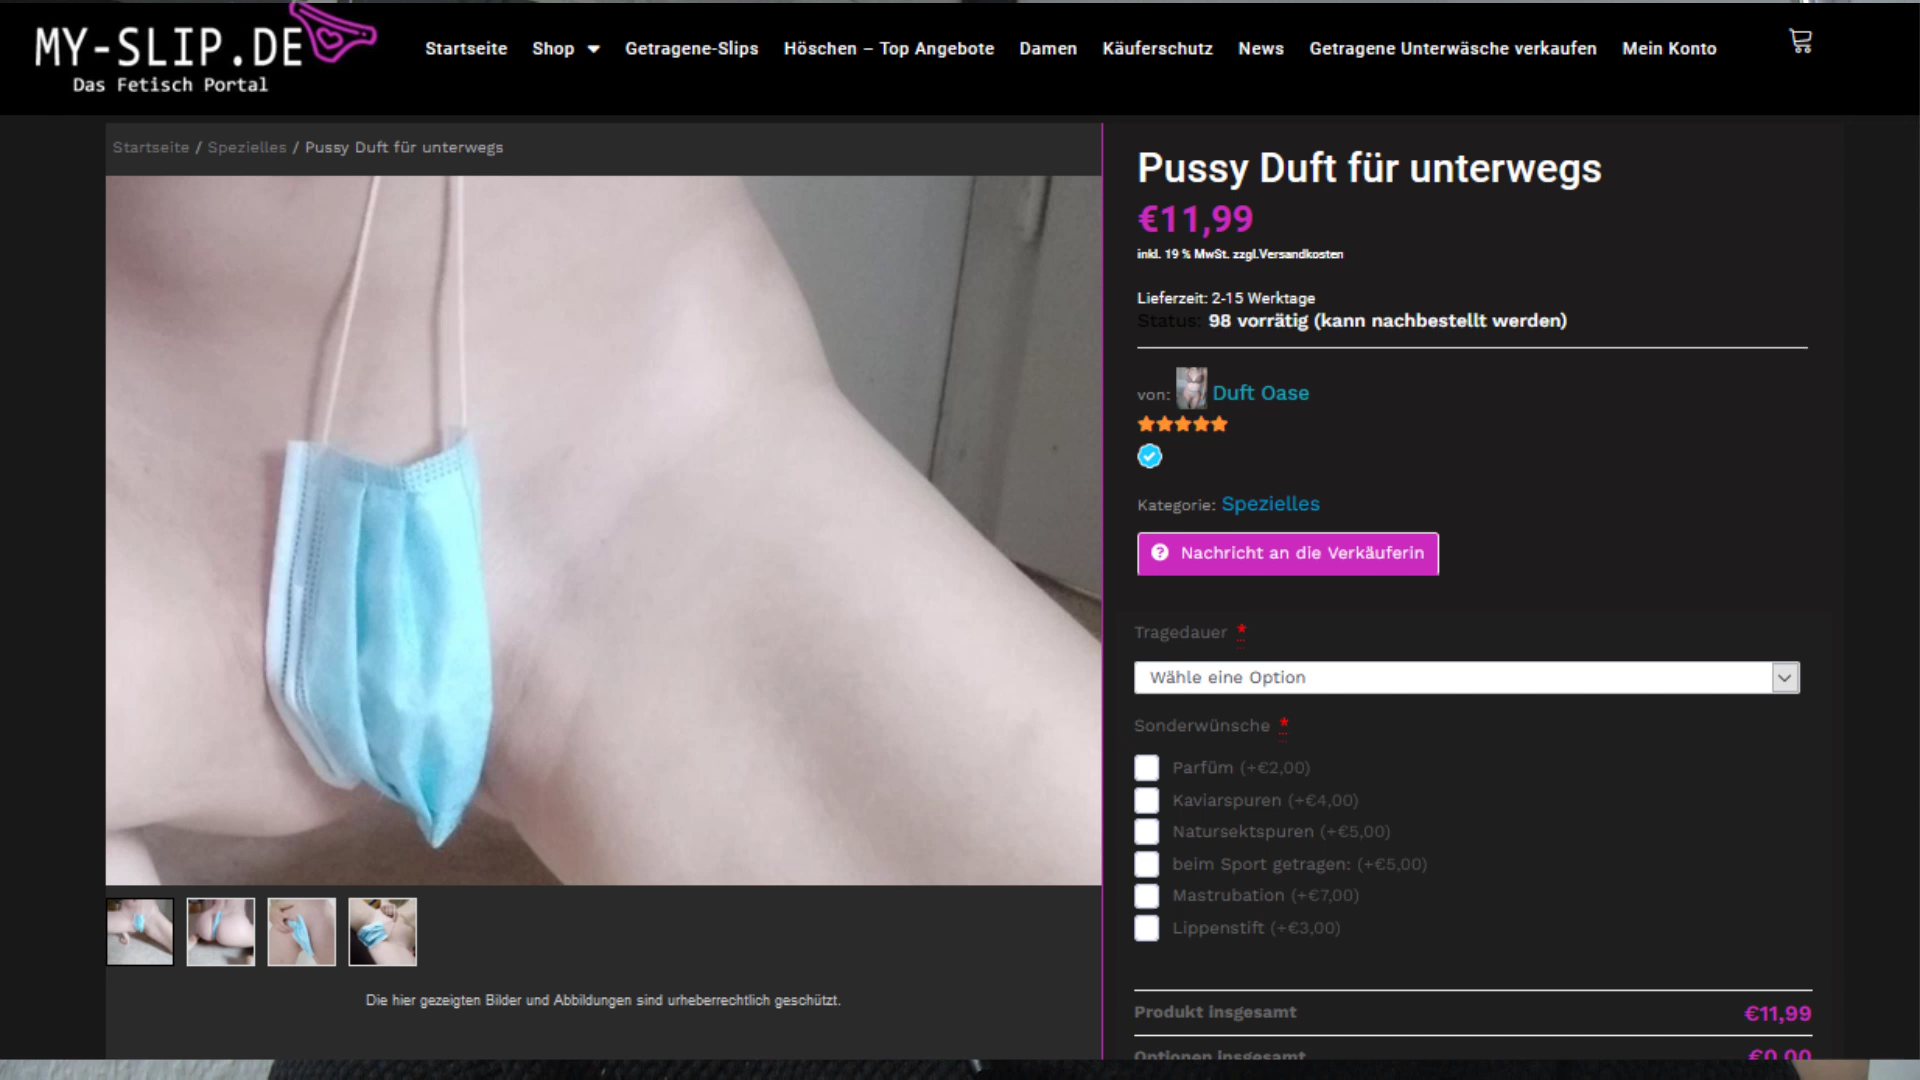 MY-SLIP.DE
Das Fetisch Portal
Startseite Shop Getragene-Slips Höschen – Top Angebote Damen Käuferschutz News Getragene Unterwäsche verkaufen Mein Konto
Startseite / Spezielles / Pussy Duft für unterwegs
Die hier gezeigten Bilder und Abbildungen sind urheberrechtlich geschützt.
Pussy Duft für unterwegs
€11,99
inkl. 19 % MwSt. zzgl.Versandkosten
Lieferzeit: 2-15 Werktage
Status: 98 vorrätig (kann nachbestellt werden)
von: Duft Oase
Kategorie: Spezielles
Nachricht an die Verkäuferin
Tragedauer *
Wähle eine Option
Sonderwünsche *
Parfüm (+€2,00)
Kaviarspuren (+€4,00)
Natursektspuren (+€5,00)
beim Sport getragen: (+€5,00)
Mastrubation (+€7,00)
Lippenstift (+€3,00)
Produkt insgesamt €11,99
Optionen insgesamt €0,00